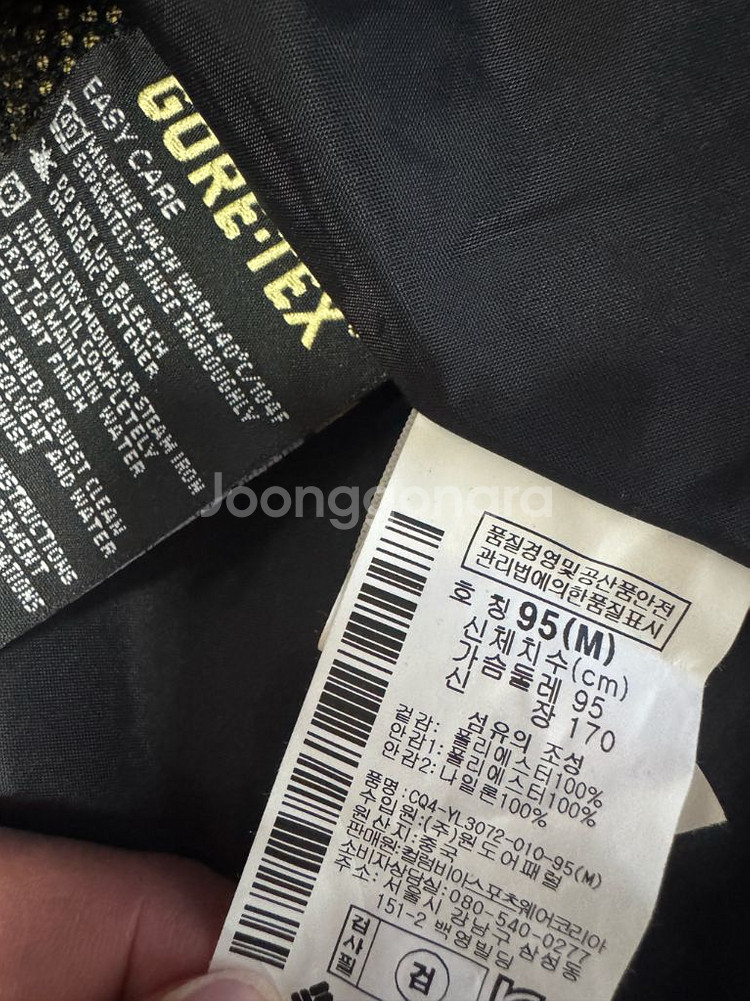 GORE-TEX
EASY CARE
MACHINE WASH WARM 40°C/104F
SEPARATELY. RINSE THOROUGHLY
DO NOT USE BLEACH
OR FABRIC SOFTENER
TUMBLE DRY MEDIUM OR STEAM IRON
WARM UNTIL COMPLETELY
DRY TO MAINTAIN WATER
REPELLENT FINISH
REQUEST CLEAN
SOLVENT AND WATER
Joonggonara
품질경영및공산품안전
관리법에의한품질표시
호 칭 95(M)
신체치수(cm)
가슴둘레 95
신 장 170
섬유의 조성
겉감: 폴리에스터100%
안감1: 폴리에스터100%
안감2: 나일론100%
품명 : CQ4-YL3072-010-95(M)
수입원:(주)원도어패럴
원산지:중국
판매원:컬럼비아스포츠웨어코리아
소비자상담실:080-540-0277
주소: 서울시 강남구 삼성동
151-2 백영빌딩
검사필
검